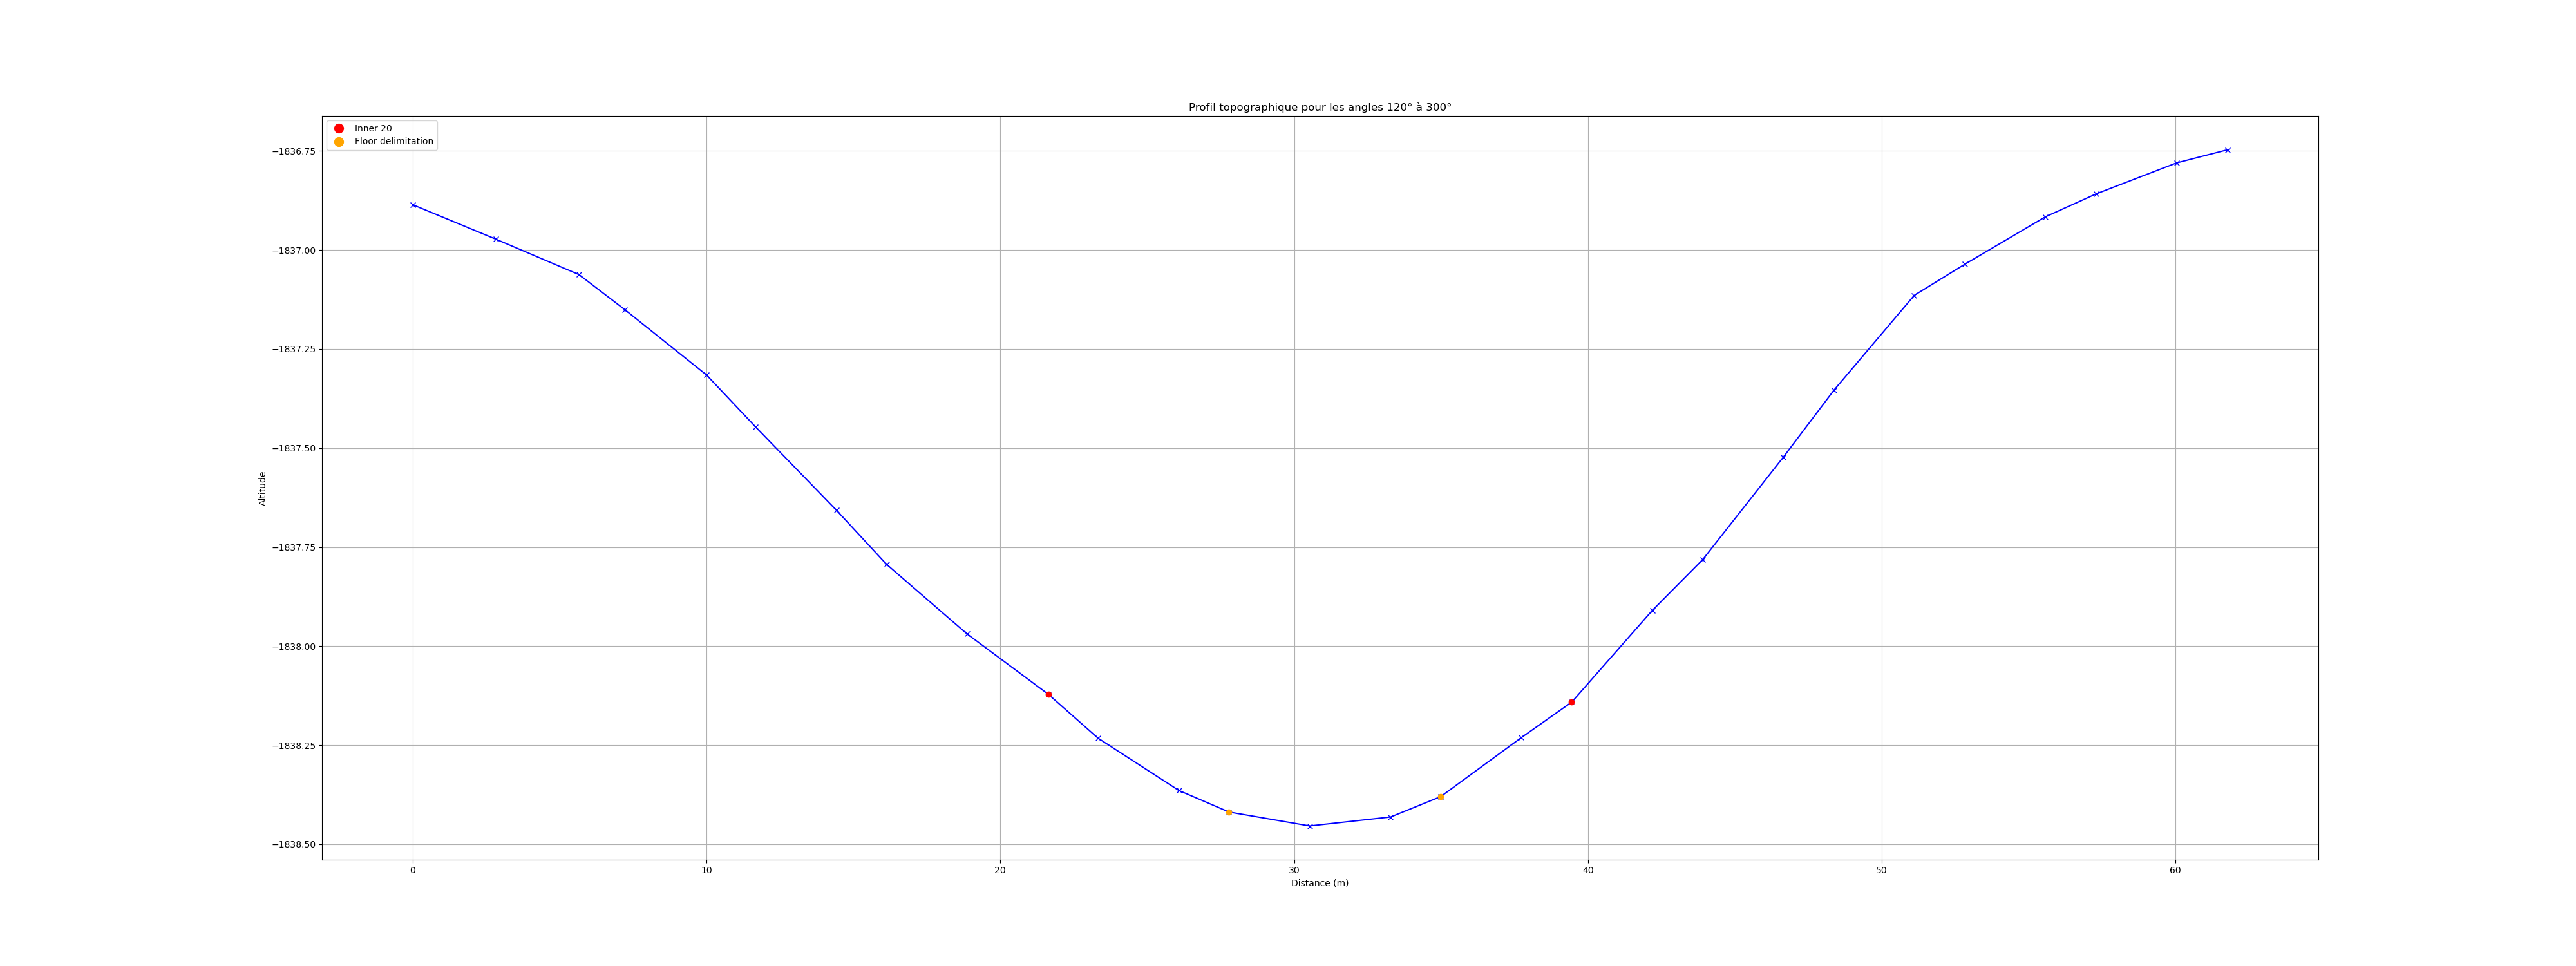 Profil topographique pour les angles 120° à 300°
Inner 20
Floor delimitation
−1836.75
−1837.00
−1837.25
−1837.50
−1837.75
−1838.00
−1838.25
−1838.50
Altitude
0 10 20 30 40 50 60
Distance (m)